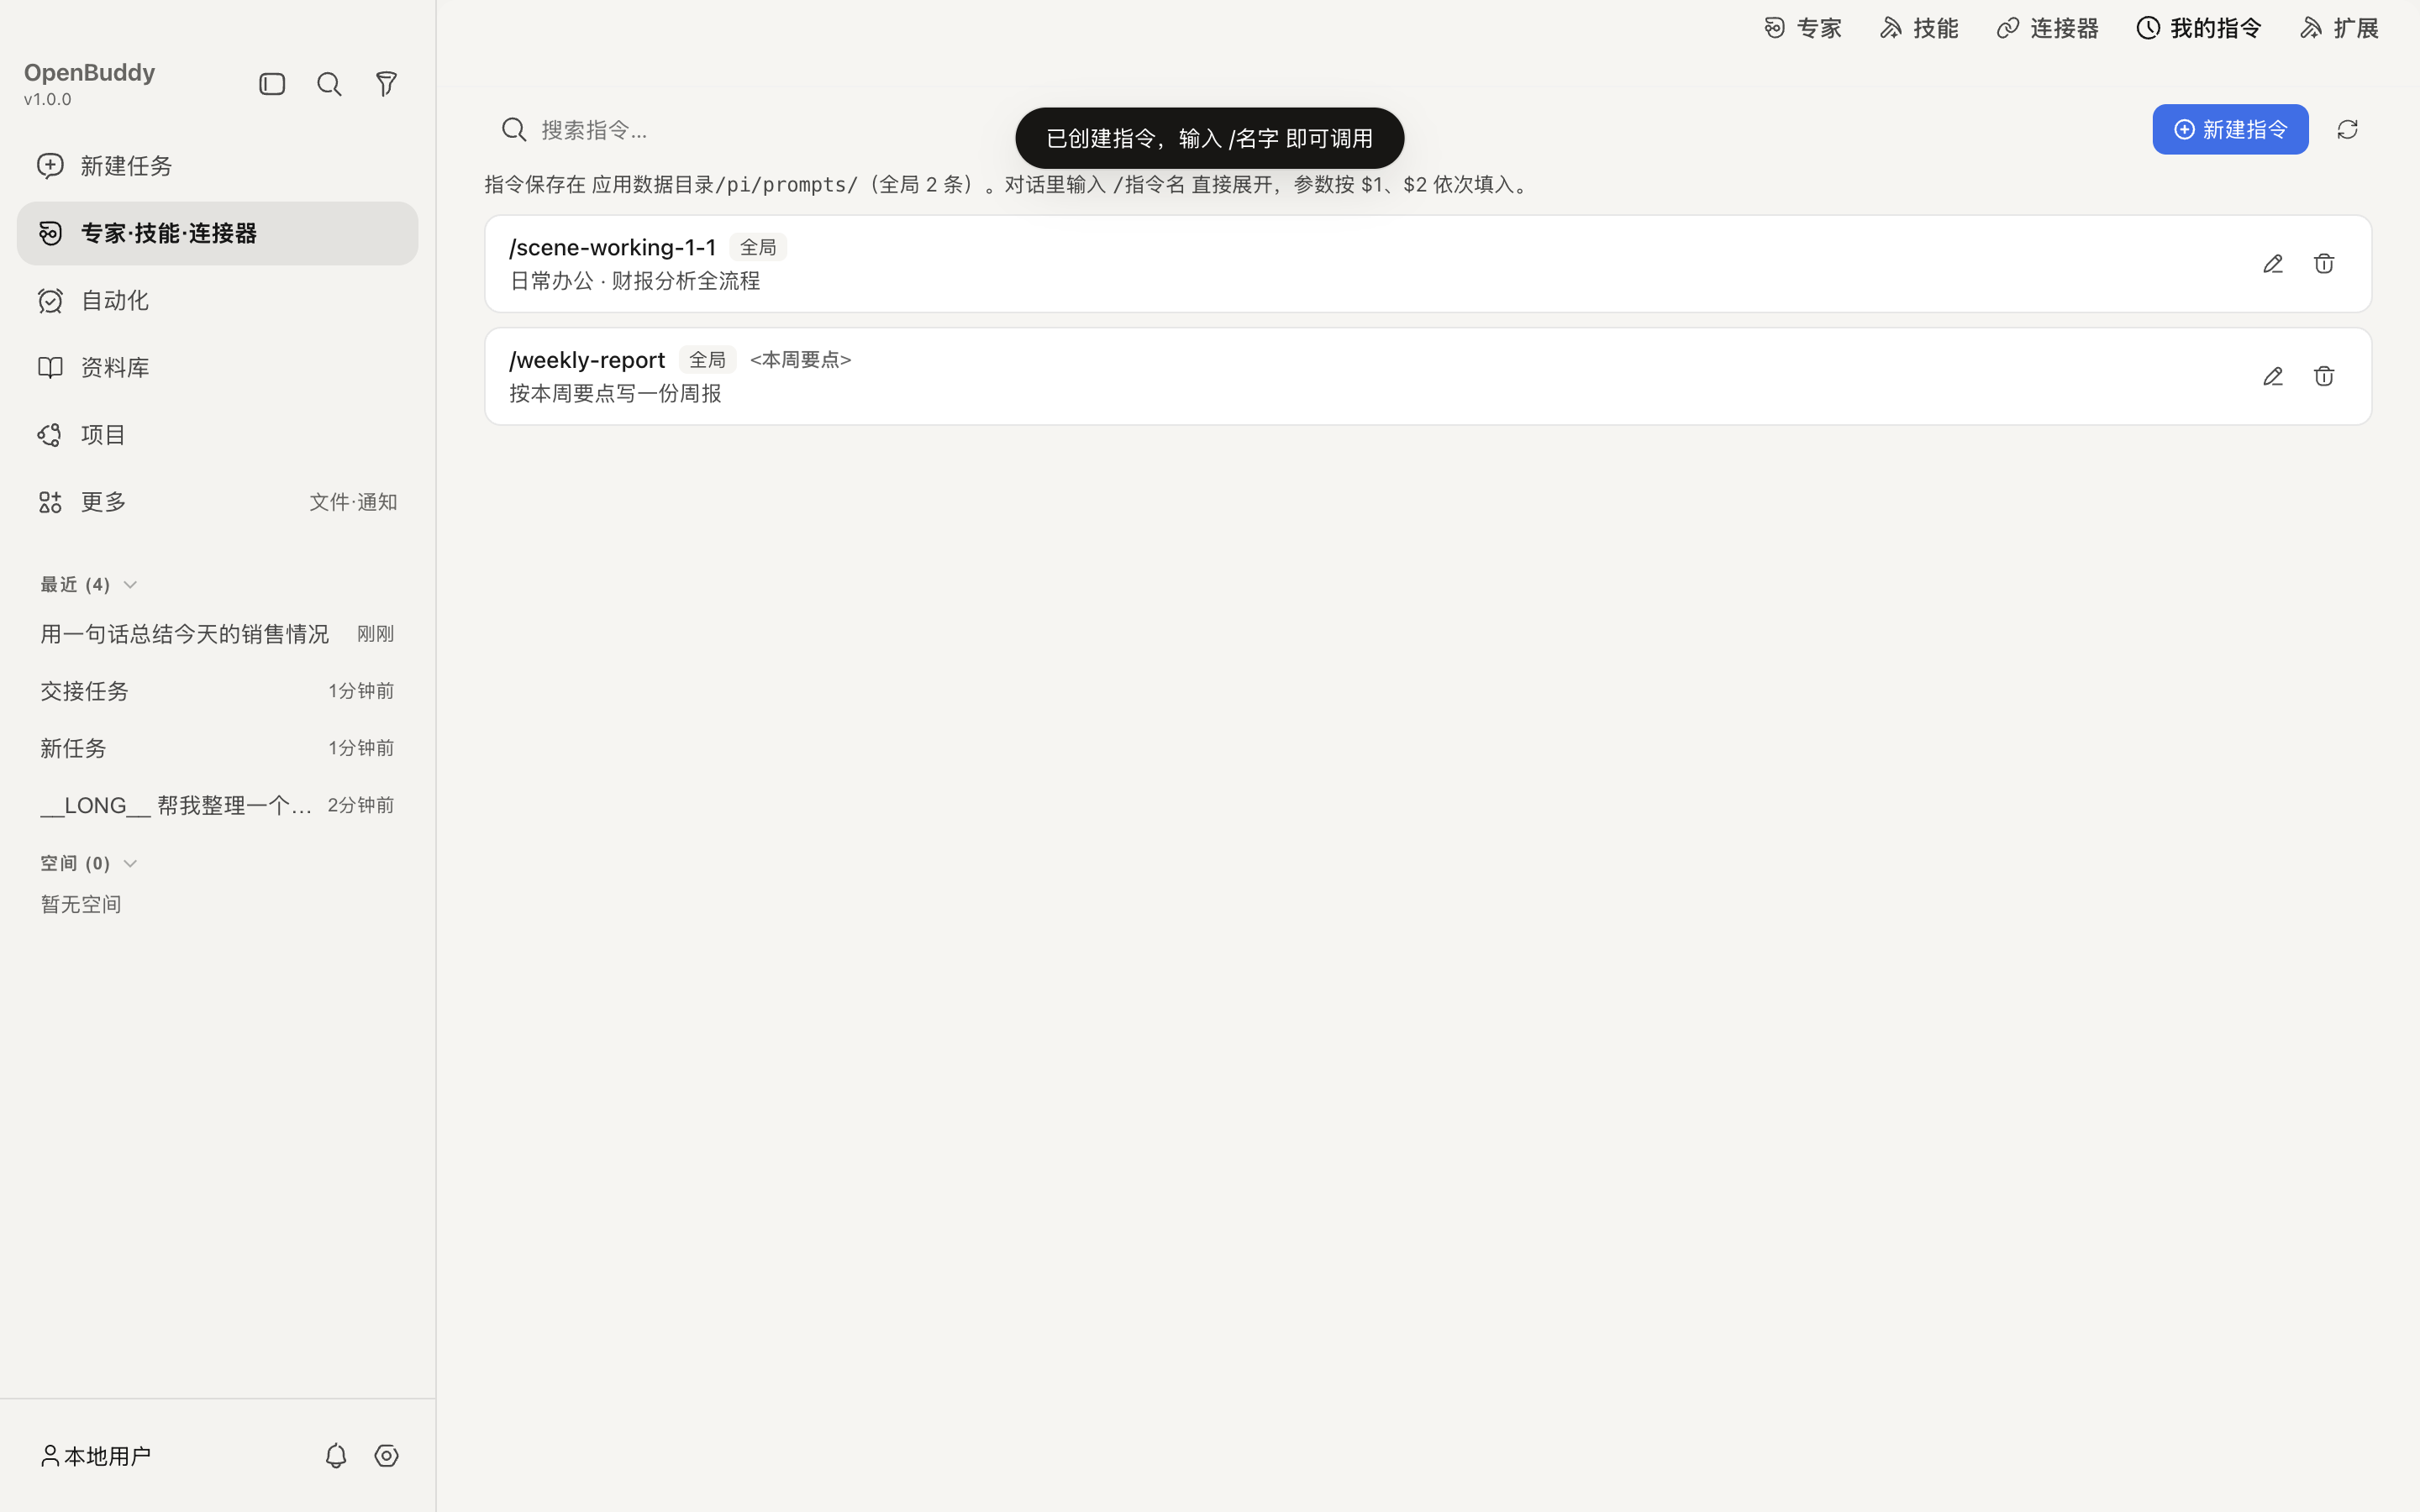 OpenBuddy
v1.0.0
新建任务
专家·技能·连接器
自动化
资料库
项目
更多 文件·通知
最近 (4)
用一句话总结今天的销售情况 刚刚
交接任务 1分钟前
新任务 1分钟前
__LONG__ 帮我整理一个... 2分钟前
空间 (0)
暂无空间
本地用户
专家 技能 连接器 我的指令 扩展
搜索指令...
已创建指令，输入 /名字 即可调用
新建指令
指令保存在 应用数据目录/pi/prompts/（全局 2 条）。对话里输入 /指令名 直接展开，参数按 $1、$2 依次填入。
/scene-working-1-1 全局
日常办公 · 财报分析全流程
/weekly-report 全局 <本周要点>
按本周要点写一份周报